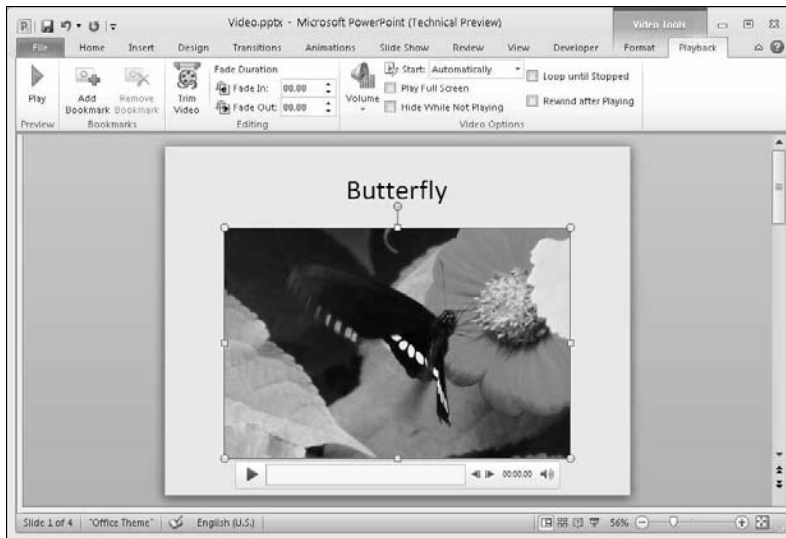 Video.pptx - Microsoft PowerPoint (Technical Preview)
Video Tools
File Home Insert Design Transitions Animations Slide Show Review View Developer Format Playback
Play
Preview
Add Bookmark
Remove Bookmark
Bookmarks
Trim Video
Fade Duration
Fade In: 00.00
Fade Out: 00.00
Editing
Volume
Start: Automatically
Play Full Screen
Hide While Not Playing
Loop until Stopped
Rewind after Playing
Video Options
Butterfly
00:00.00
Slide 1 of 4 "Office Theme" English (U.S.) 56%